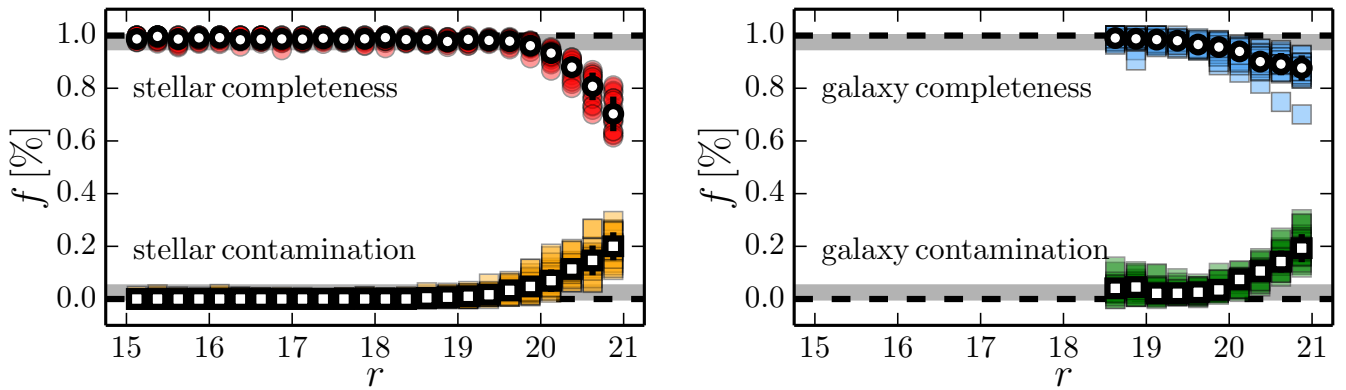 f [%]
1.0
0.8
0.6
0.4
0.2
0.0
stellar completeness
stellar contamination
15 16 17 18 19 20 21
r
f [%]
1.0
0.8
0.6
0.4
0.2
0.0
galaxy completeness
galaxy contamination
15 16 17 18 19 20 21
r